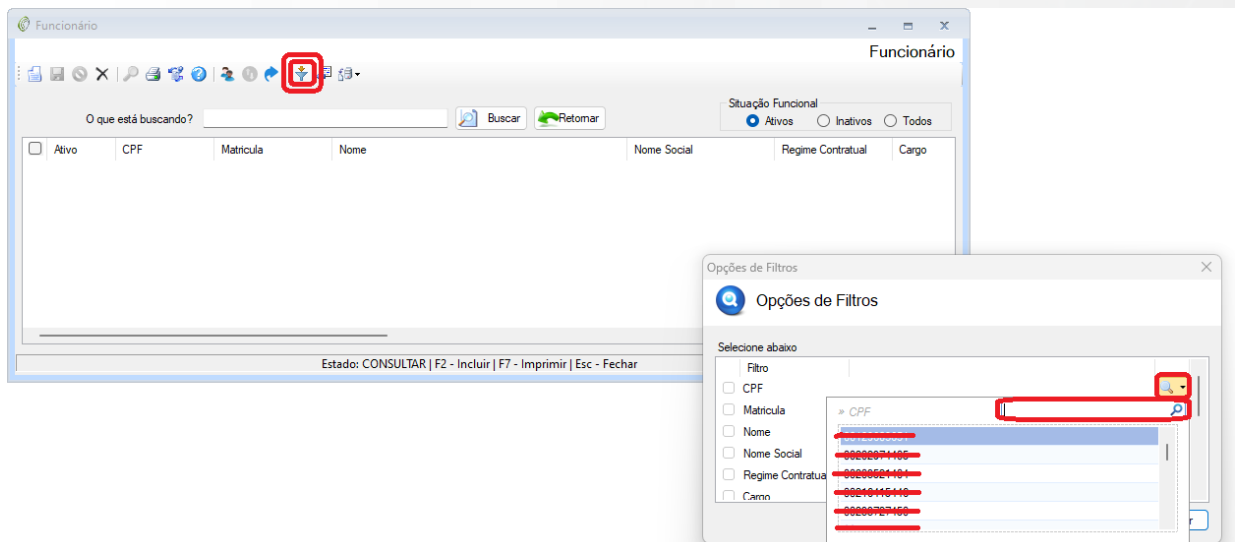 Funcionário
Funcionário
O que está buscando?
Buscar
Retornar
Situação Funcional
Ativos
Inativos
Todos
Ativo CPF Matricula Nome Nome Social Regime Contratual Cargo
Estado: CONSULTAR | F2 - Incluir | F7 - Imprimir | Esc - Fechar
Opções de Filtros
Opções de Filtros
Selecione abaixo
Filtro
CPF
Matricula
» CPF
Nome
Nome Social
Regime Contratua
Cargo
r